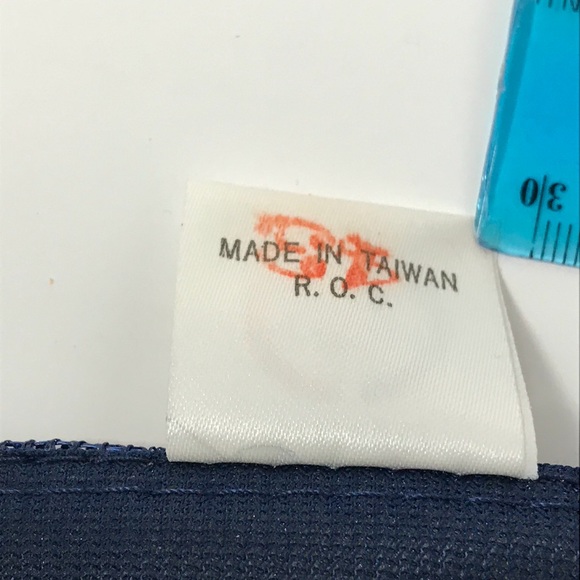 MADE IN TAIWAN
R. O. C.
30